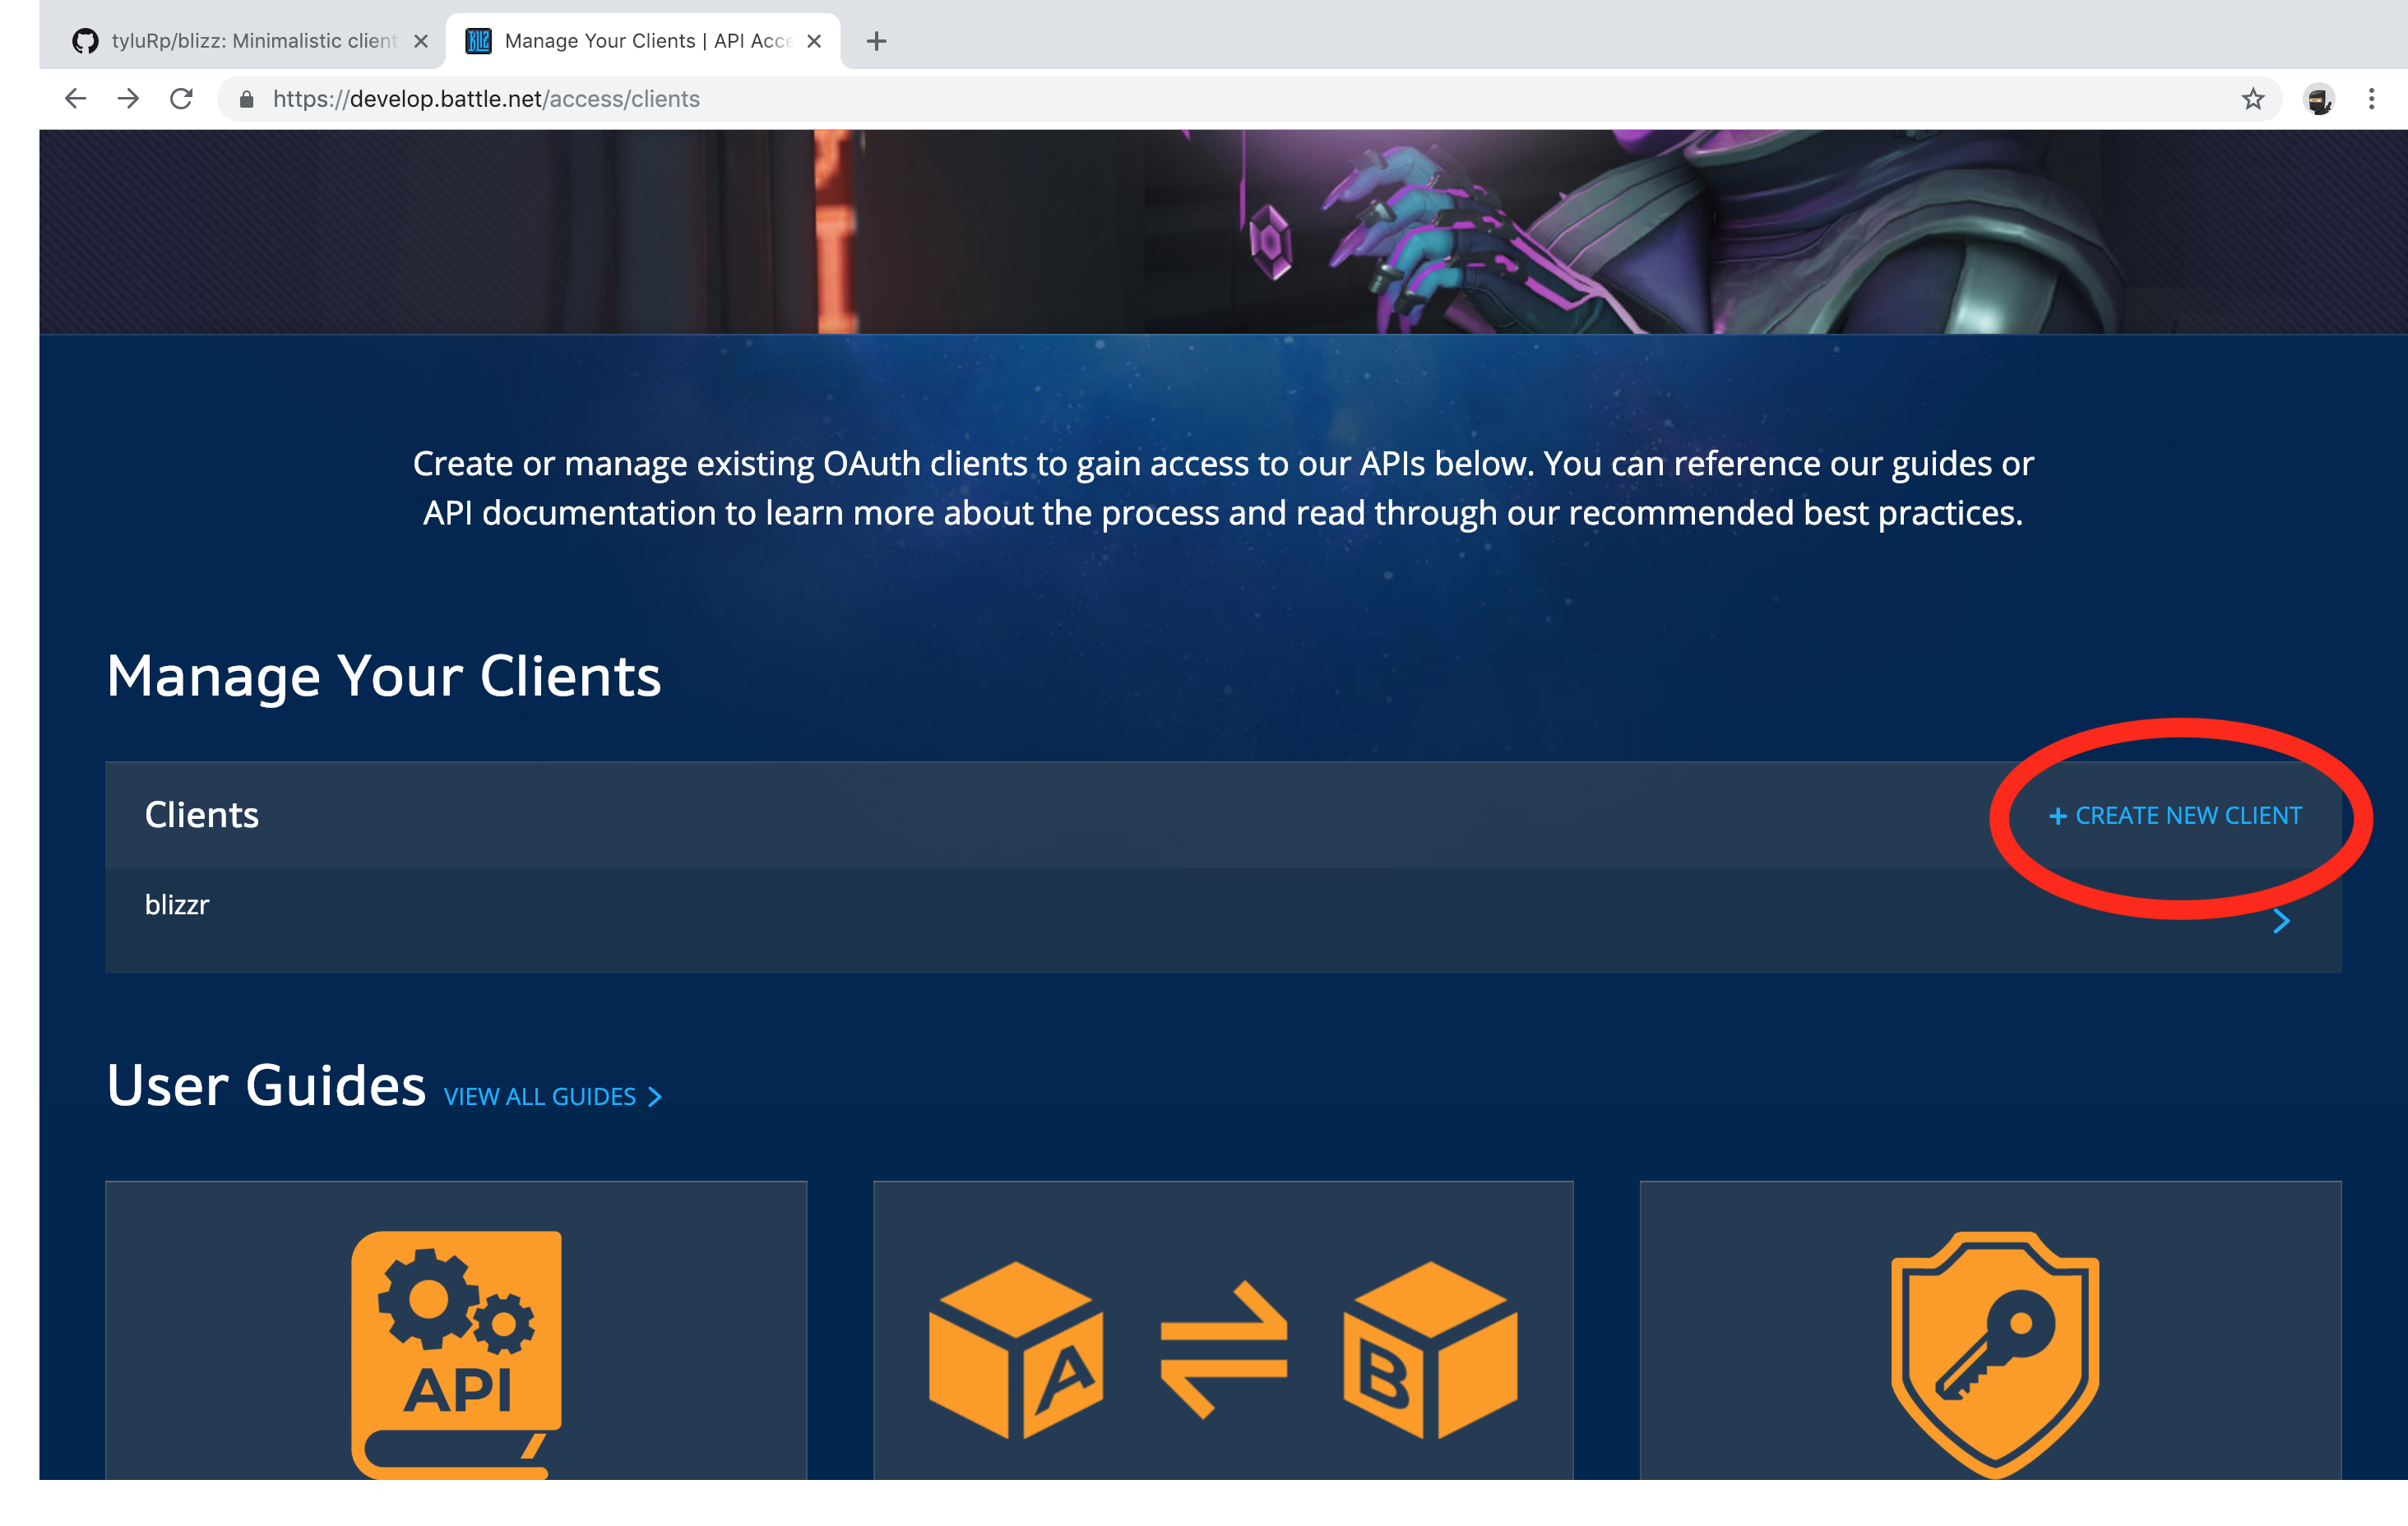 tyluRp/blizz: Minimalistic client
Manage Your Clients | API Acce
https://develop.battle.net/access/clients
Create or manage existing OAuth clients to gain access to our APIs below. You can reference our guides or
API documentation to learn more about the process and read through our recommended best practices.
Manage Your Clients
Clients
+ CREATE NEW CLIENT
blizzr
User Guides VIEW ALL GUIDES
API
A
B